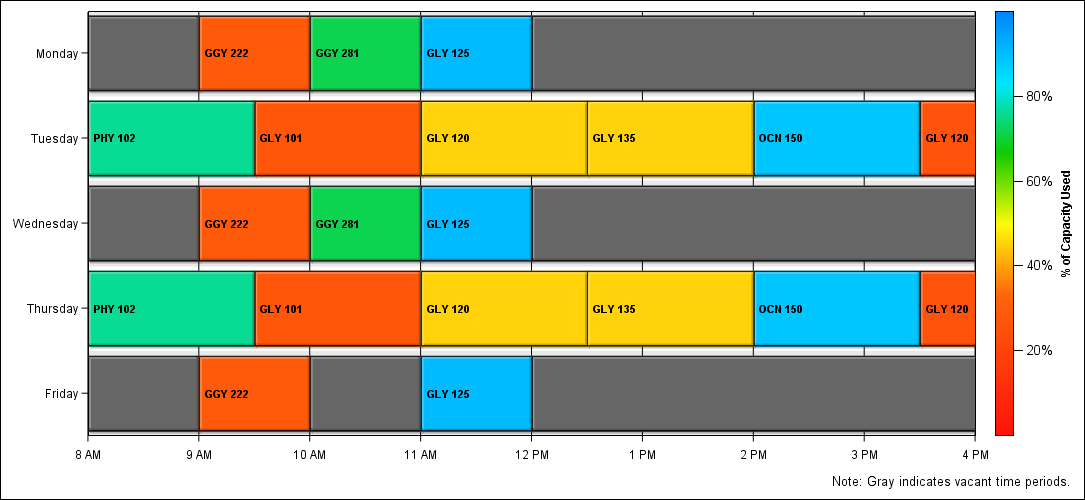 Monday
GGY 222
GGY 281
GLY 125
80%
Tuesday
PHY 102
GLY 101
GLY 120
GLY 135
OCN 150
GLY 120
60%
Wednesday
GGY 222
GGY 281
GLY 125
% of Capacity Used
40%
Thursday
PHY 102
GLY 101
GLY 120
GLY 135
OCN 150
GLY 120
20%
Friday
GGY 222
GLY 125
8 AM
9 AM
10 AM
11 AM
12 PM
1 PM
2 PM
3 PM
4 PM
Note: Gray indicates vacant time periods.